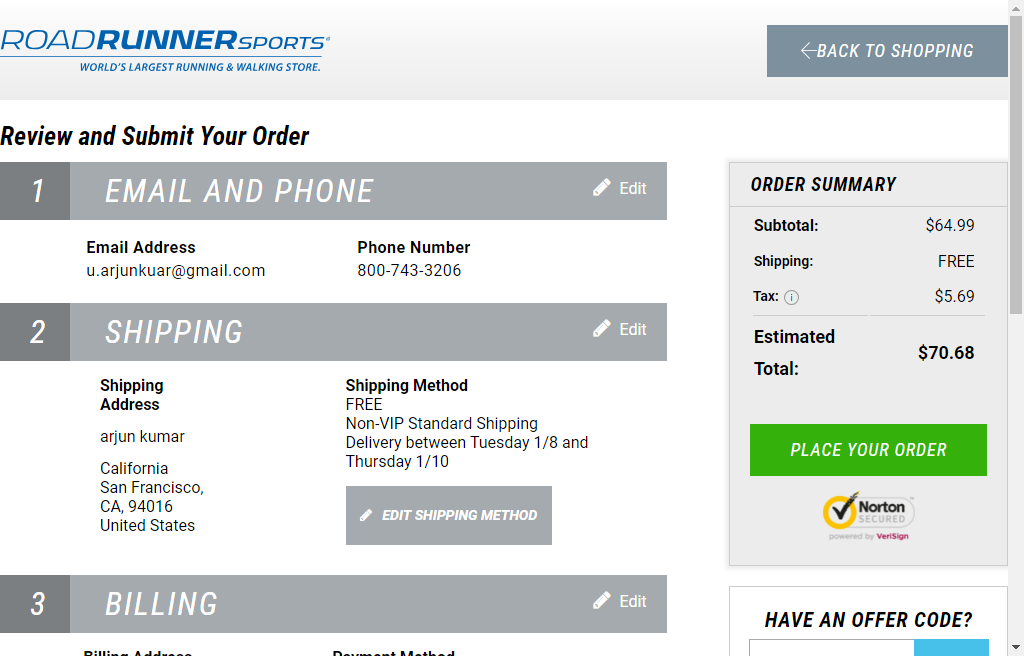 ROADRUNNERSPORTS
WORLD'S LARGEST RUNNING & WALKING STORE.
BACK TO SHOPPING
Review and Submit Your Order
1 EMAIL AND PHONE Edit
Email Address Phone Number
u.arjunkuar@gmail.com 800-743-3206
2 SHIPPING Edit
Shipping
Address
arjun kumar
California
San Francisco,
CA, 94016
United States
Shipping Method
FREE
Non-VIP Standard Shipping
Delivery between Tuesday 1/8 and
Thursday 1/10
EDIT SHIPPING METHOD
3 BILLING Edit
Billing Address Payment Method
ORDER SUMMARY
Subtotal: $64.99
Shipping: FREE
Tax: i $5.69
Estimated
Total: $70.68
PLACE YOUR ORDER
Norton
SECURED
powered by VeriSign
HAVE AN OFFER CODE?